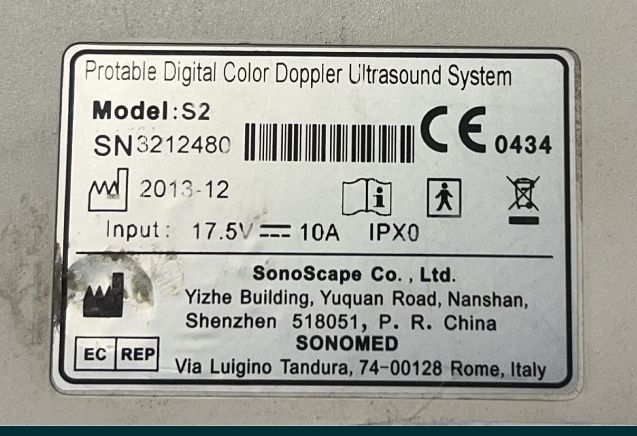 Protable Digital Color Doppler Ultrasound System
Model:S2
SN3212480
CE 0434
2013-12
Input: 17.5V 10A IPX0
SonoScape Co., Ltd.
Yizhe Building, Yuquan Road, Nanshan,
Shenzhen 518051, P. R. China
EC REP
SONOMED
Via Luigino Tandura, 74-00128 Rome, Italy